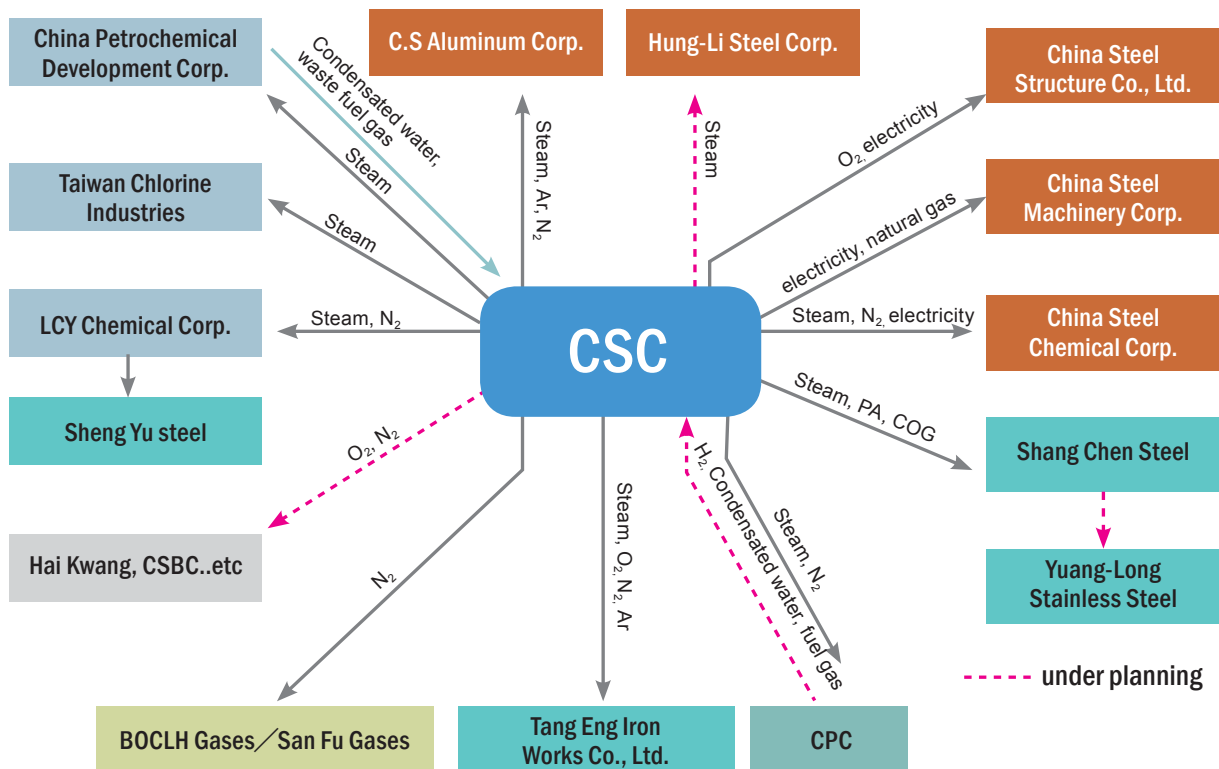 China Petrochemical
Development Corp.
C.S Aluminum Corp.
Hung-Li Steel Corp.
China Steel
Structure Co., Ltd.
Condensated water,
waste fuel gas
Steam
Steam, Ar, N₂
Steam
O₂, electricity
Taiwan Chlorine
Industries
Steam
electricity, natural gas
China Steel
Machinery Corp.
LCY Chemical Corp.
Steam, N₂
CSC
Steam, N₂, electricity
China Steel
Chemical Corp.
Sheng Yu steel
Steam, PA, COG
Shang Chen Steel
O₂, N₂
Hai Kwang, CSBC..etc
N₂
Steam, O₂, N₂, Ar
H₂, Condensated water, fuel gas
Steam, N₂
Yuang-Long
Stainless Steel
under planning
BOCLH Gases／San Fu Gases
Tang Eng Iron
Works Co., Ltd.
CPC